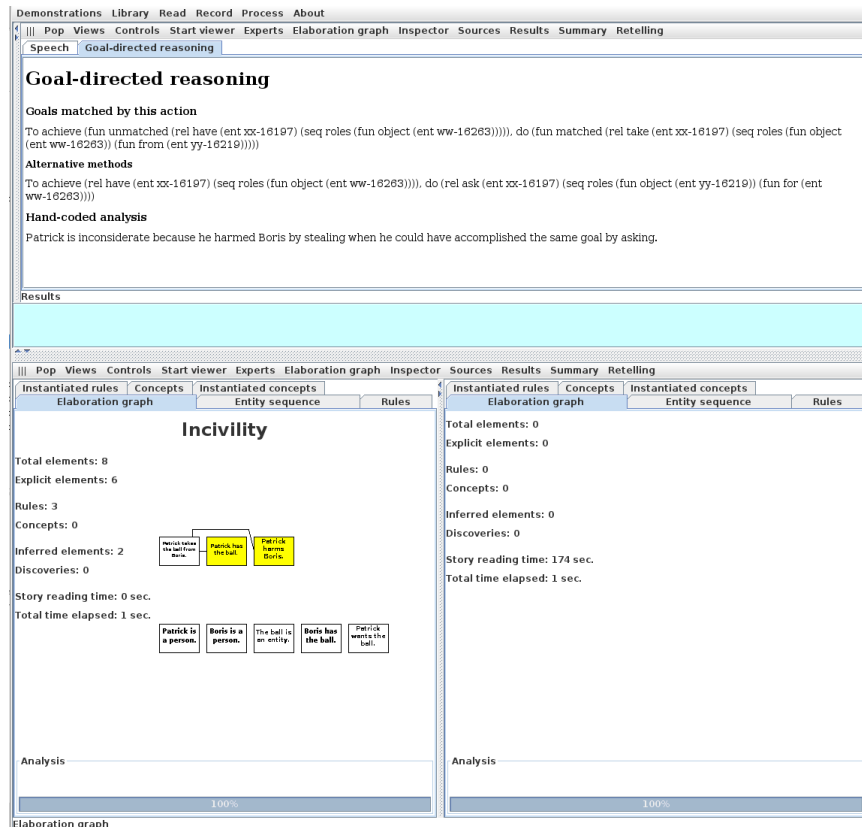 Demonstrations Library Read Record Process About
||| Pop Views Controls Start viewer Experts Elaboration graph Inspector Sources Results Summary Retelling
Speech Goal-directed reasoning
Goal-directed reasoning
Goals matched by this action
To achieve (fun unmatched (rel have (ent xx-16197) (seq roles (fun object (ent ww-16263))))), do (fun matched (rel take (ent xx-16197) (seq roles (fun object
(ent ww-16263)) (fun from (ent yy-16219)))))
Alternative methods
To achieve (rel have (ent xx-16197) (seq roles (fun object (ent ww-16263)))), do (rel ask (ent xx-16197) (seq roles (fun object (ent yy-16219)) (fun for (ent
ww-16263))))
Hand-coded analysis
Patrick is inconsiderate because he harmed Boris by stealing when he could have accomplished the same goal by asking.
Results
||| Pop Views Controls Start viewer Experts Elaboration graph Inspector Sources Results Summary Retelling
Instantiated rules Concepts Instantiated concepts
Elaboration graph Entity sequence Rules
Incivility
Total elements: 8
Explicit elements: 6
Rules: 3
Concepts: 0
Inferred elements: 2
Discoveries: 0
Story reading time: 0 sec.
Total time elapsed: 1 sec.
Patrick takes
the ball from
Boris.
Patrick has
the ball.
Patrick
harms
Boris.
Patrick is
a person.
Boris is a
person.
The ball is
an entity.
Boris has
the ball.
Patrick
wants the
ball.
Analysis
100%
Elaboration graph
Instantiated rules Concepts Instantiated concepts
Elaboration graph Entity sequence Rules
Total elements: 0
Explicit elements: 0
Rules: 0
Concepts: 0
Inferred elements: 0
Discoveries: 0
Story reading time: 174 sec.
Total time elapsed: 1 sec.
Analysis
100%